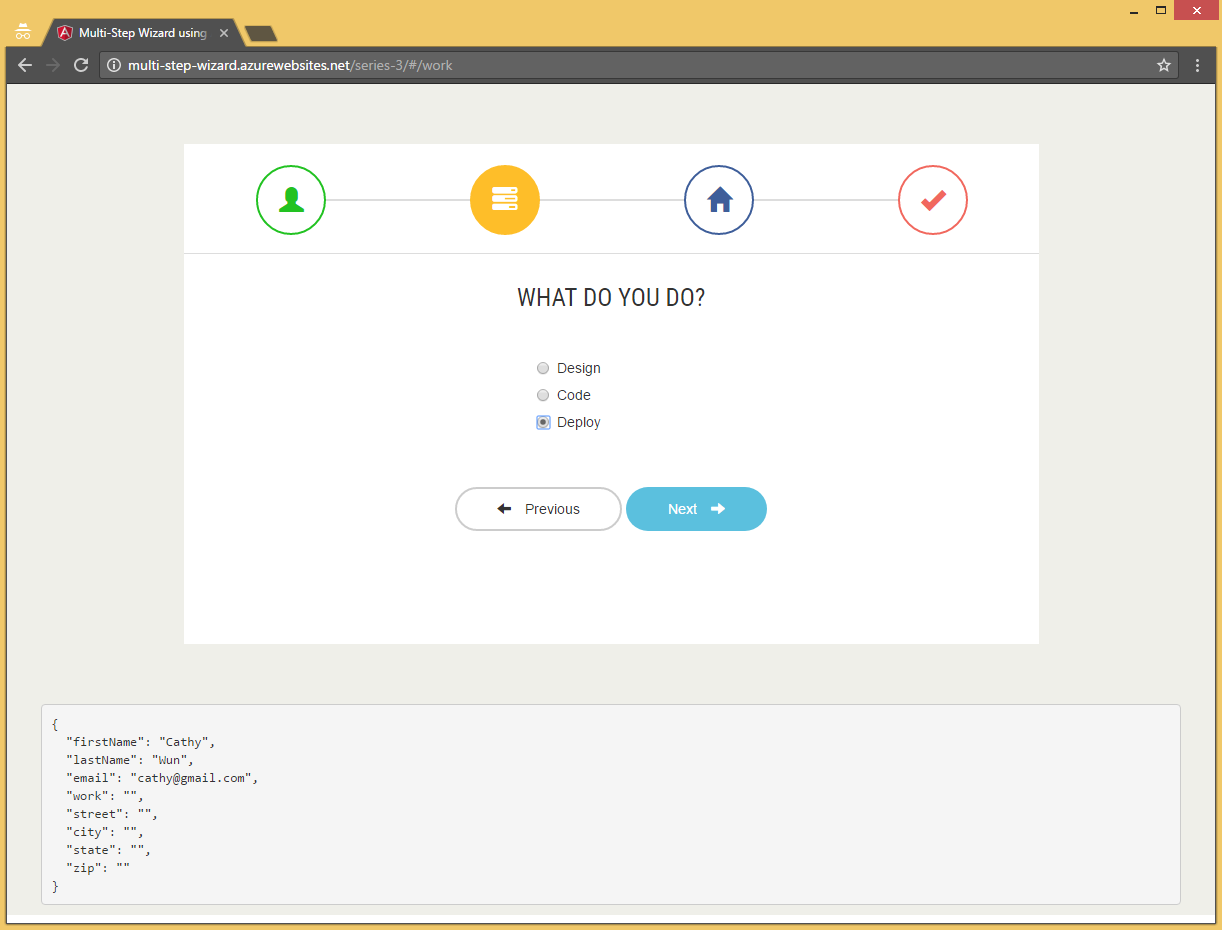 Multi-Step Wizard using
multi-step-wizard.azurewebsites.net/series-3/#/work
WHAT DO YOU DO?
Design
Code
Deploy
Previous
Next
{
"firstName": "Cathy",
"lastName": "Wun",
"email": "cathy@gmail.com",
"work": "",
"street": "",
"city": "",
"state": "",
"zip": ""
}